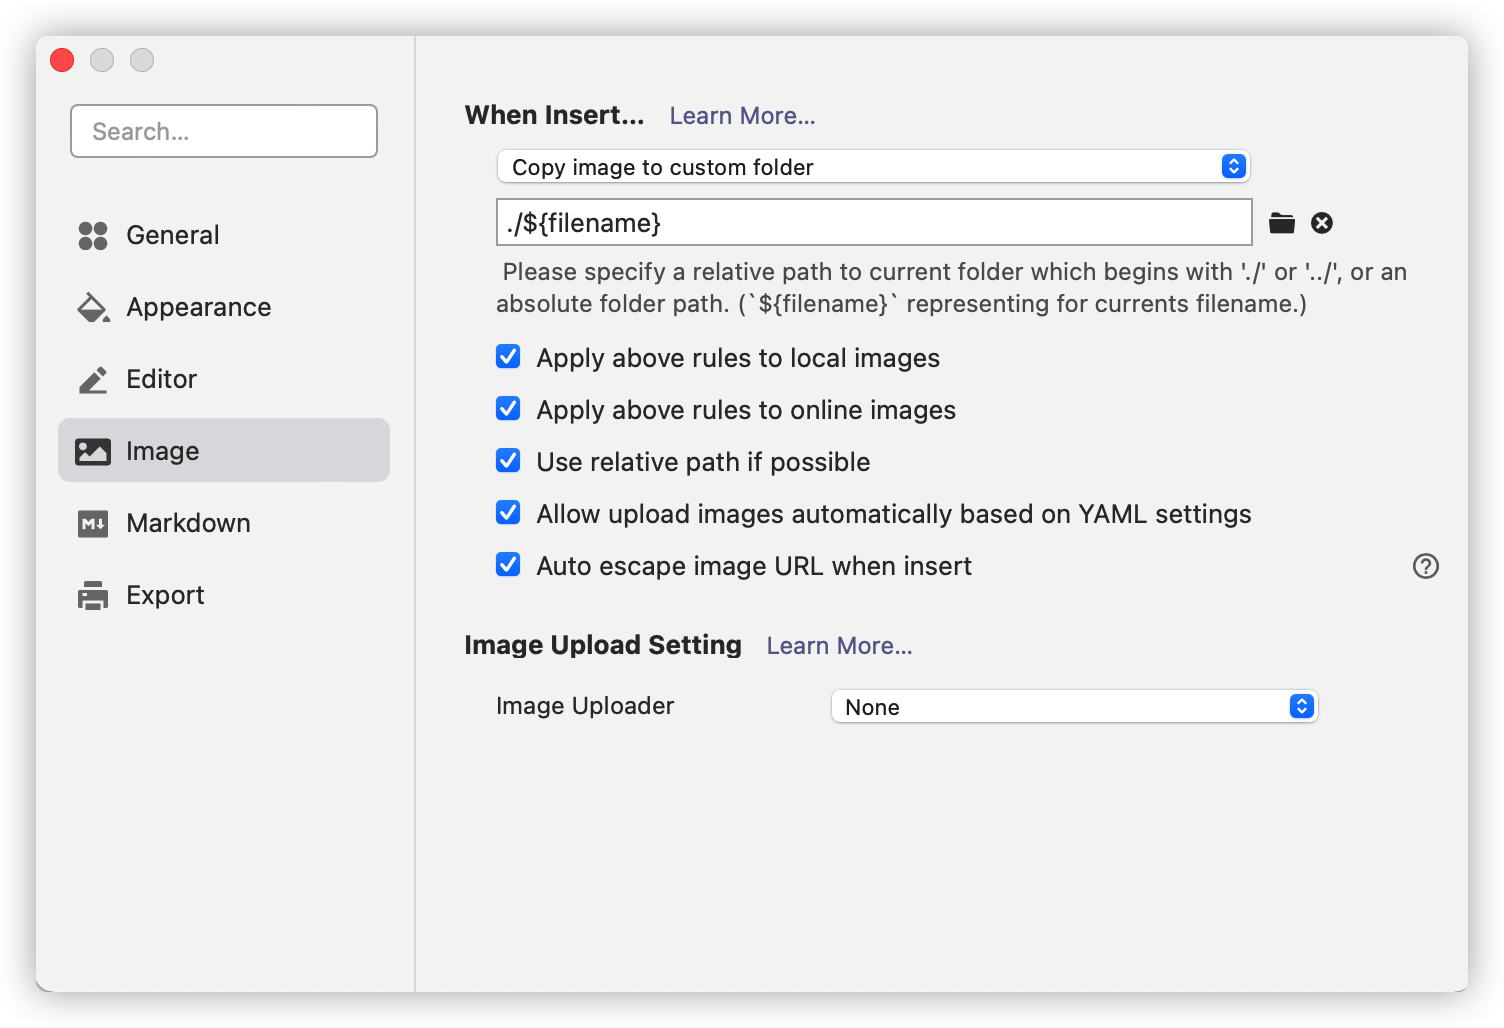 Search...
General
Appearance
Editor
Image
Markdown
Export
When Insert... Learn More...
Copy image to custom folder
./${filename}
Please specify a relative path to current folder which begins with './' or '../', or an
absolute folder path. (`${filename}` representing for currents filename.)
Apply above rules to local images
Apply above rules to online images
Use relative path if possible
Allow upload images automatically based on YAML settings
Auto escape image URL when insert
Image Upload Setting Learn More...
Image Uploader None